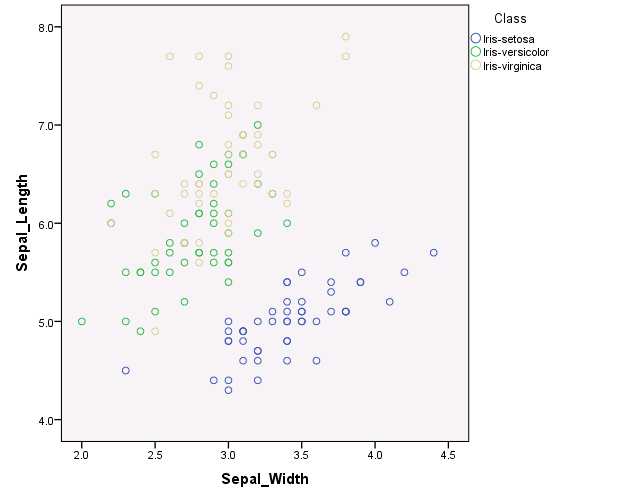 Class
Iris-setosa
Iris-versicolor
Iris-virginica
8.0
7.0
6.0
5.0
4.0
Sepal_Length
2.0 2.5 3.0 3.5 4.0 4.5
Sepal_Width